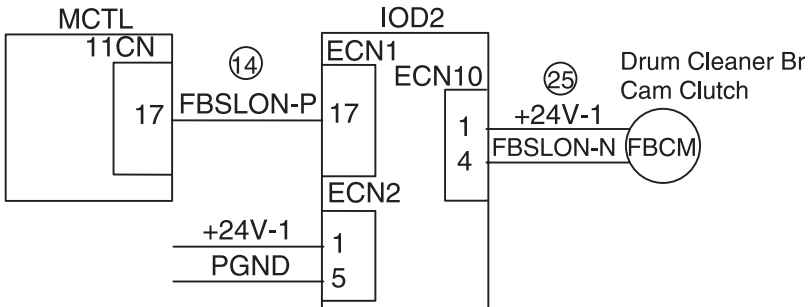 MCTL
IOD2
11CN
14
ECN1
ECN10
25
Drum Cleaner Br
Cam Clutch
17
FBSLON-P
17
1
+24V-1
4
FBSLON-N
FBCM
ECN2
+24V-1
1
PGND
5